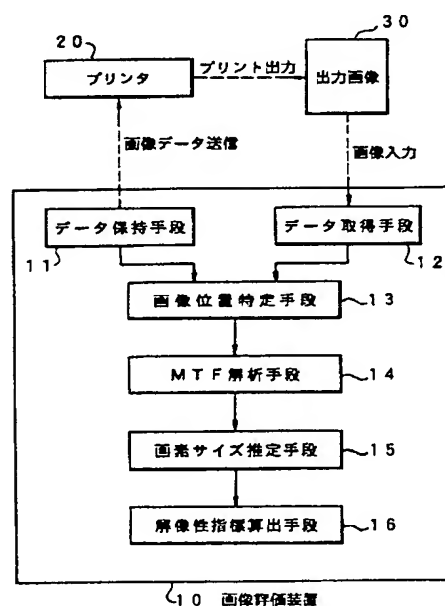 20
プリンタ
プリント出力
30
出力画像
画像データ送信
画像入力
データ保持手段
11
データ取得手段
12
画像位置特定手段
13
MTF解析手段
14
画素サイズ推定手段
15
解像性指標算出手段
16
10 画像評価装置